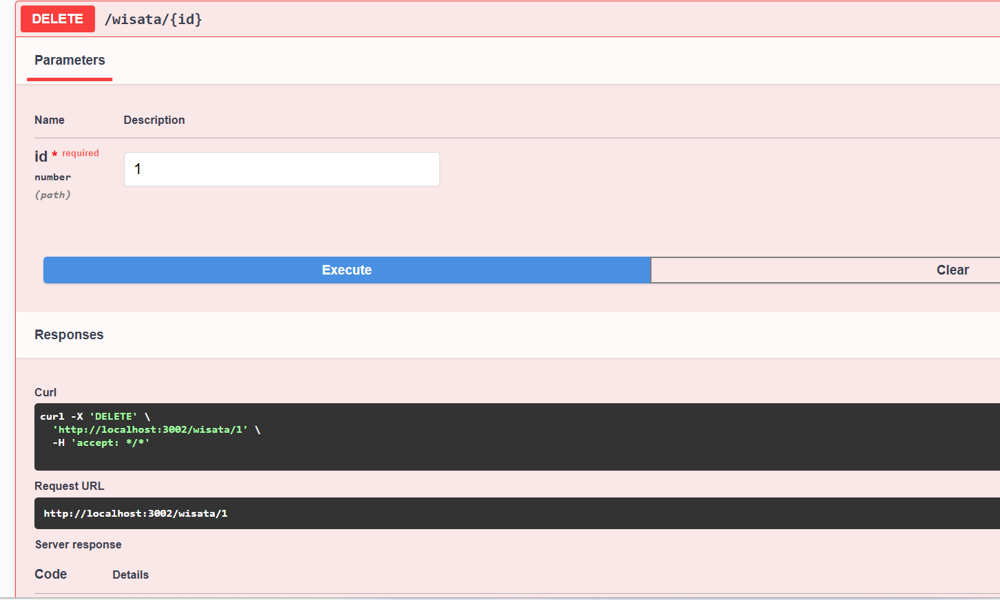 DELETE /wisata/{id}
Parameters
Name Description
id * required
1
number
(path)
Execute Clear
Responses
Curl
curl -X 'DELETE' \
'http://localhost:3002/wisata/1' \
-H 'accept: */*'
Request URL
http://localhost:3002/wisata/1
Server response
Code Details